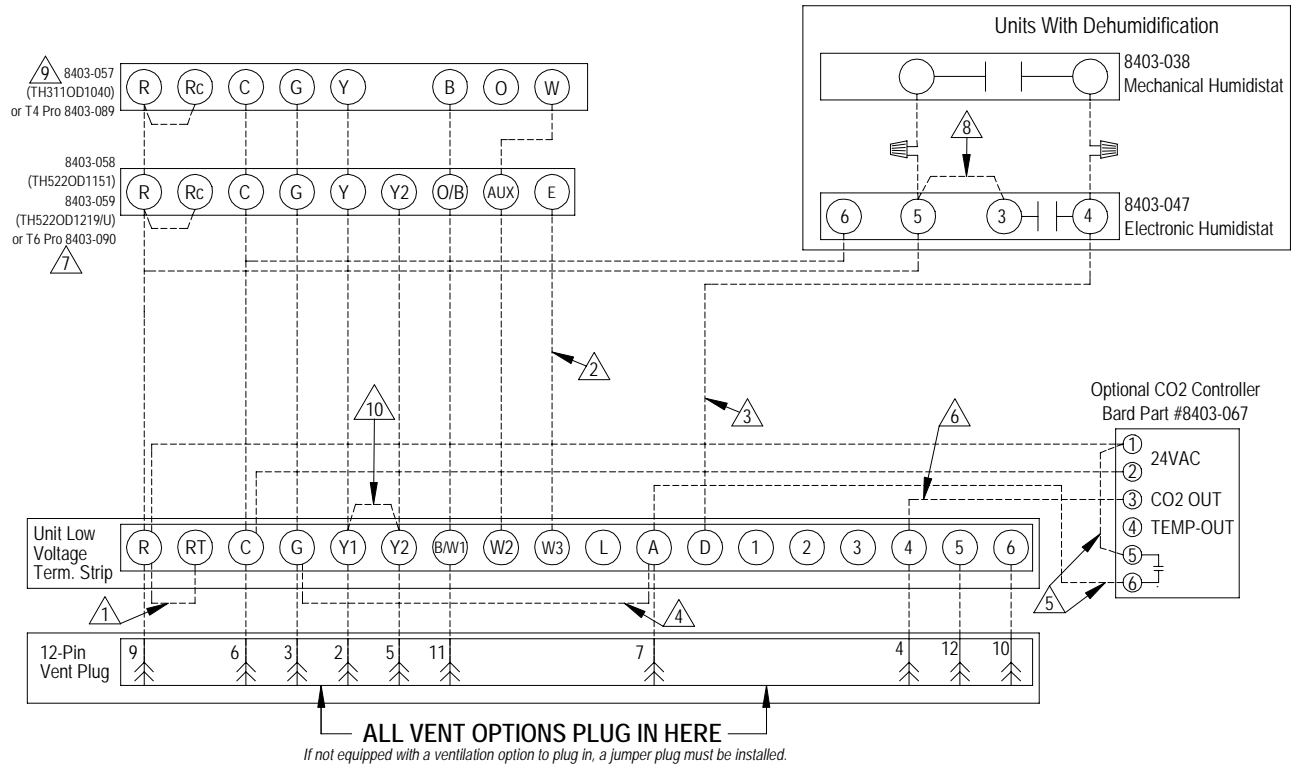 Units With Dehumidification
8403-038
Mechanical Humidistat
9
8403-057
(TH311OD1040)
or T4 Pro 8403-089
R Rc C G Y B O W
8
8403-058
(TH522OD1151)
8403-059
(TH522OD1219/U)
or T6 Pro 8403-090
7
R Rc C G Y Y2 O/B AUX E
6 5 3 4
8403-047
Electronic Humidistat
2
3
6
10
Optional CO2 Controller
Bard Part #8403-067
1
24VAC
2
3 CO2 OUT
4 TEMP-OUT
5
6
5
Unit Low
Voltage
Term. Strip
R RT C G Y1 Y2 B/W1 W2 W3 L A D 1 2 3 4 5 6
1
4
12-Pin
Vent Plug
9 6 3 2 5 11 7 4 12 10
ALL VENT OPTIONS PLUG IN HERE
If not equipped with a ventilation option to plug in, a jumper plug must be installed.